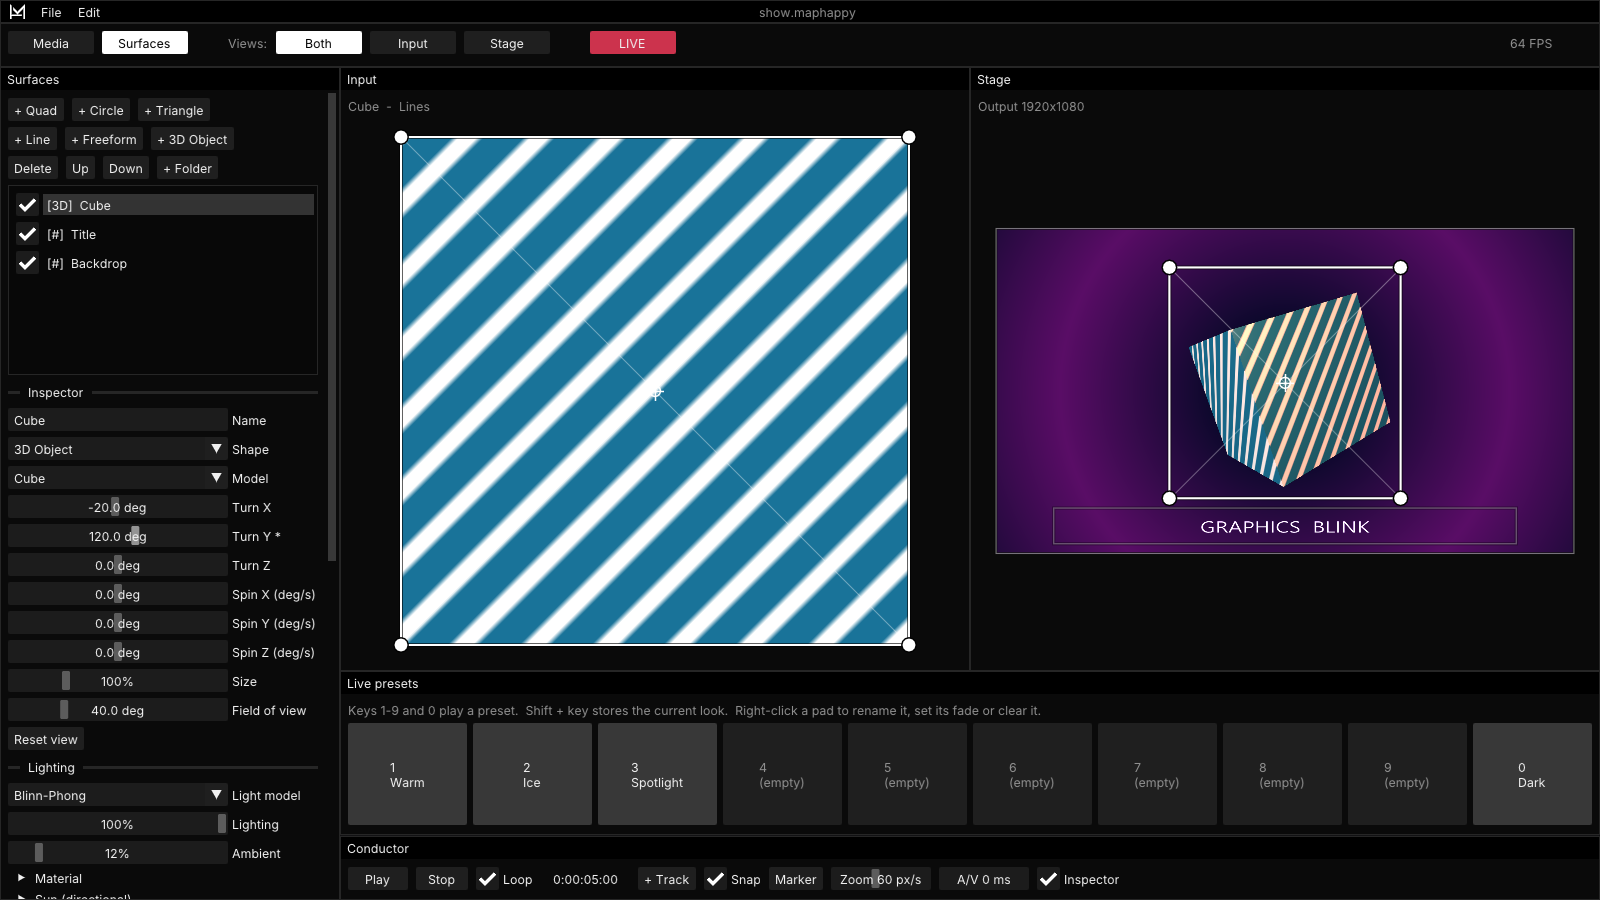 File Edit show.maphappy
Media Surfaces Views: Both Input Stage LIVE 64 FPS
Surfaces
+ Quad + Circle + Triangle
+ Line + Freeform + 3D Object
Delete Up Down + Folder
[3D] Cube
[#] Title
[#] Backdrop
Inspector
Cube Name
3D Object Shape
Cube Model
-20.0 deg Turn X
120.0 deg Turn Y *
0.0 deg Turn Z
0.0 deg Spin X (deg/s)
0.0 deg Spin Y (deg/s)
0.0 deg Spin Z (deg/s)
100% Size
40.0 deg Field of view
Reset view
Lighting
Blinn-Phong Light model
100% Lighting
12% Ambient
Material
Sun (directional)
Input
Cube - Lines
Stage
Output 1920x1080
GRAPHICS BLINK
Live presets
Keys 1-9 and 0 play a preset. Shift + key stores the current look. Right-click a pad to rename it, set its fade or clear it.
1 2 3 4 5 6 7 8 9 0
Warm Ice Spotlight (empty) (empty) (empty) (empty) (empty) (empty) Dark
Conductor
Play Stop Loop 0:00:05:00 + Track Snap Marker Zoom 60 px/s A/V 0 ms Inspector